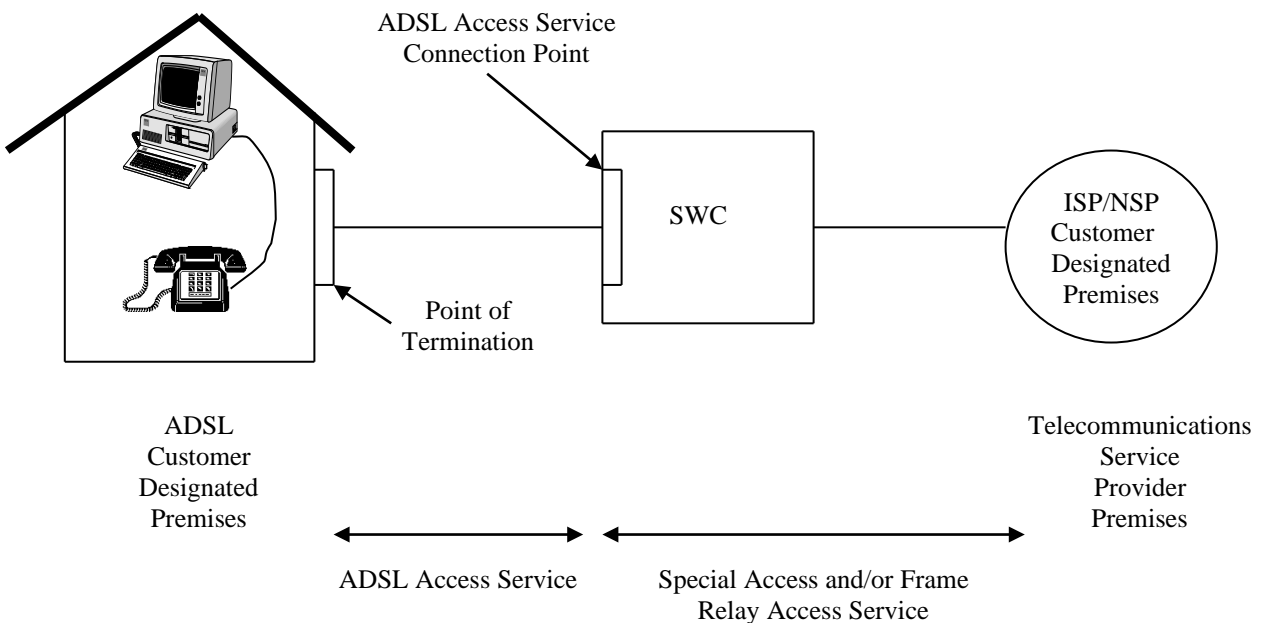 ADSL Access Service
Connection Point
SWC
ISP/NSP
Customer
Designated
Premises
Point of
Termination
ADSL
Customer
Designated
Premises
Telecommunications
Service
Provider
Premises
ADSL Access Service
Special Access and/or Frame
Relay Access Service